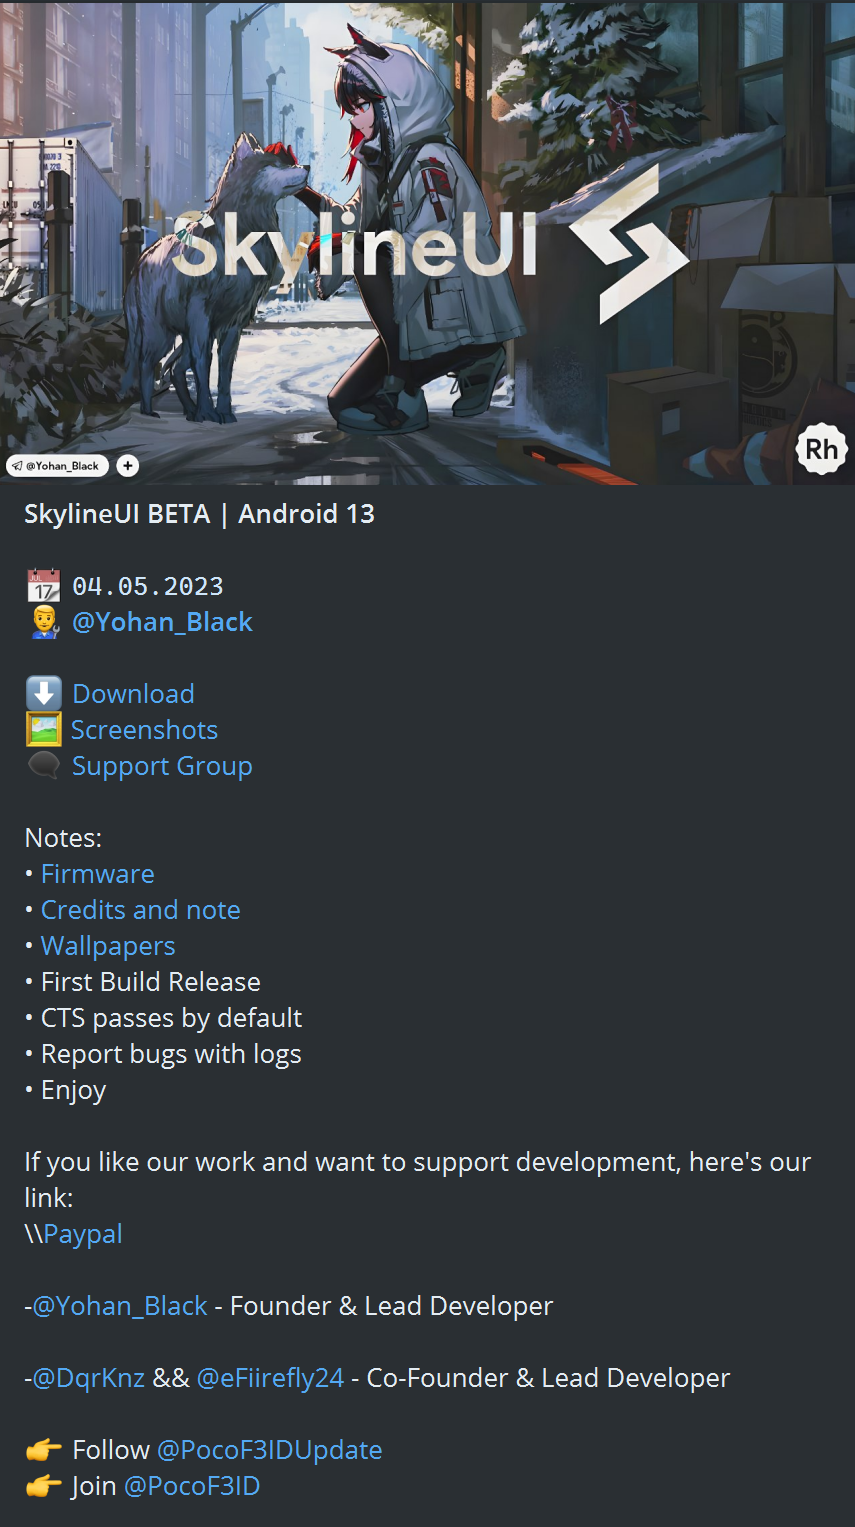 SkylineUI
@Yohan_Black
+
Rh
SkylineUI BETA | Android 13
JUL
17
04.05.2023
@Yohan_Black
Download
Screenshots
Support Group
Notes:
• Firmware
• Credits and note
• Wallpapers
• First Build Release
• CTS passes by default
• Report bugs with logs
• Enjoy
If you like our work and want to support development, here's our
link:
\\Paypal
-@Yohan_Black - Founder & Lead Developer
-@DqrKnz && @eFiirefly24 - Co-Founder & Lead Developer
👉 Follow @PocoF3IDUpdate
👉 Join @PocoF3ID